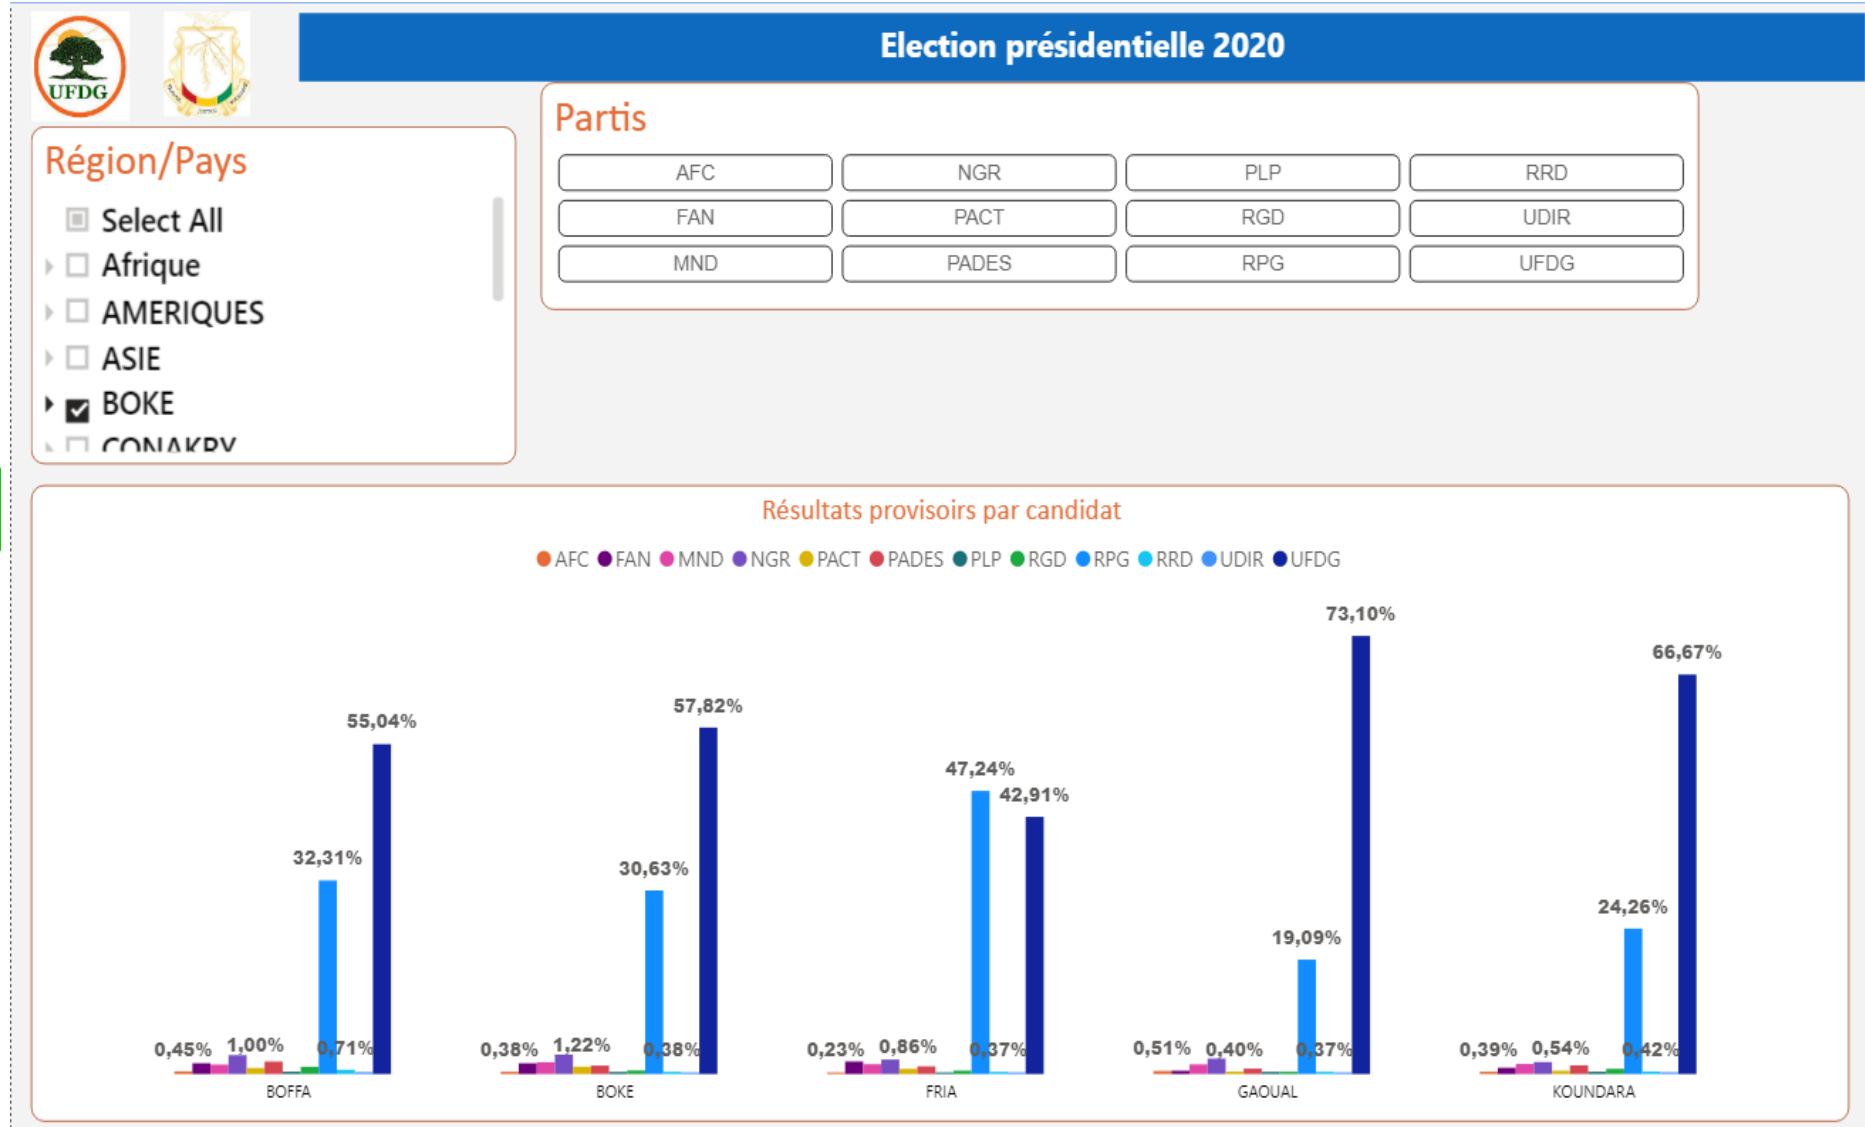 UFDG
Election présidentielle 2020
Région/Pays
Select All
Afrique
AMERIQUES
ASIE
BOKE
CONAKRY
Partis
AFC NGR PLP RRD
FAN PACT RGD UDIR
MND PADES RPG UFDG
Résultats provisoirs par candidat
AFC FAN MND NGR PACT PADES PLP RGD RPG RRD UDIR UFDG
73,10%
66,67%
55,04% 57,82%
47,24%
42,91%
32,31% 30,63%
24,26%
19,09%
0,45% 1,00% 0,71% 0,38% 1,22% 0,38% 0,23% 0,86% 0,37% 0,51% 0,40% 0,37% 0,39% 0,54% 0,42%
BOFFA BOKE FRIA GAOUAL KOUNDARA